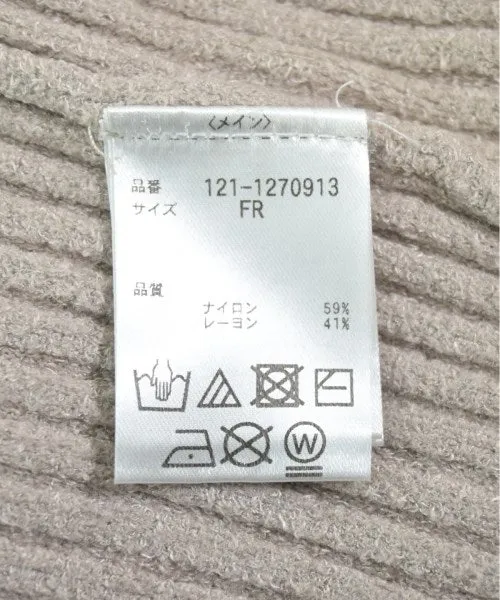 〈メイン〉
品番 121-1270913
サイズ FR
品質
ナイロン 59%
レーヨン 41%
W